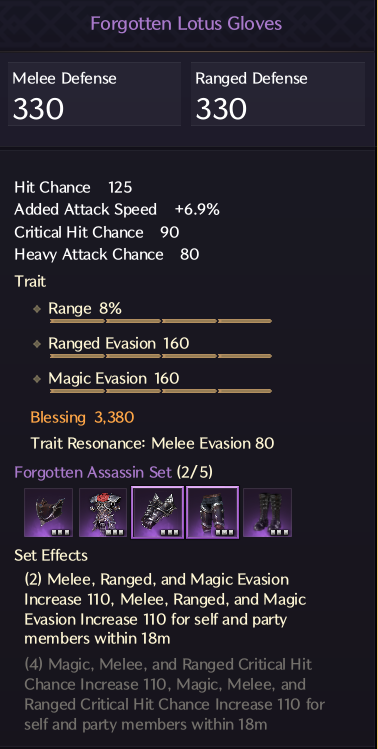 Forgotten Lotus Gloves
Melee Defense
330
Ranged Defense
330
Hit Chance 125
Added Attack Speed +6.9%
Critical Hit Chance 90
Heavy Attack Chance 80
Trait
Range 8%
Ranged Evasion 160
Magic Evasion 160
Blessing 3,380
Trait Resonance: Melee Evasion 80
Forgotten Assassin Set (2/5)
Set Effects
(2) Melee, Ranged, and Magic Evasion
Increase 110, Melee, Ranged, and Magic
Evasion Increase 110 for self and party
members within 18m
(4) Magic, Melee, and Ranged Critical Hit
Chance Increase 110, Magic, Melee, and
Ranged Critical Hit Chance Increase 110 for
self and party members within 18m